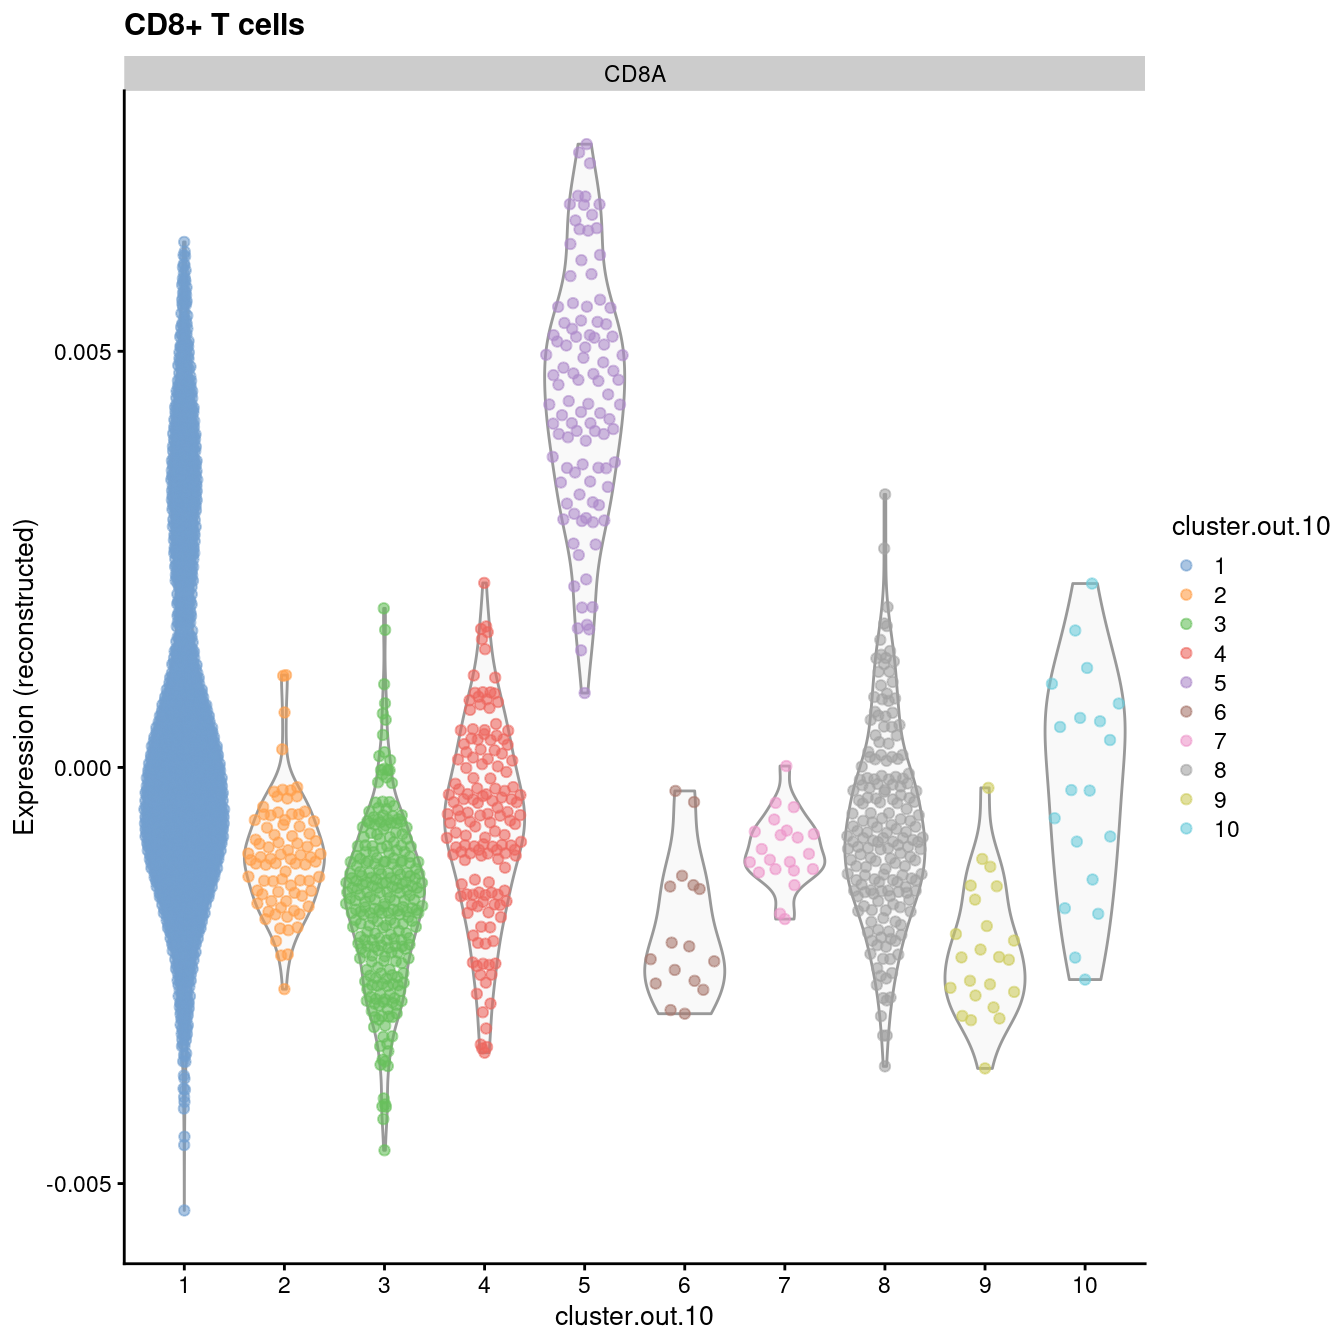 CD8+ T cells
CD8A
Expression (reconstructed)
0.005
0.000
-0.005
1 2 3 4 5 6 7 8 9 10
cluster.out.10
cluster.out.10
1
2
3
4
5
6
7
8
9
10